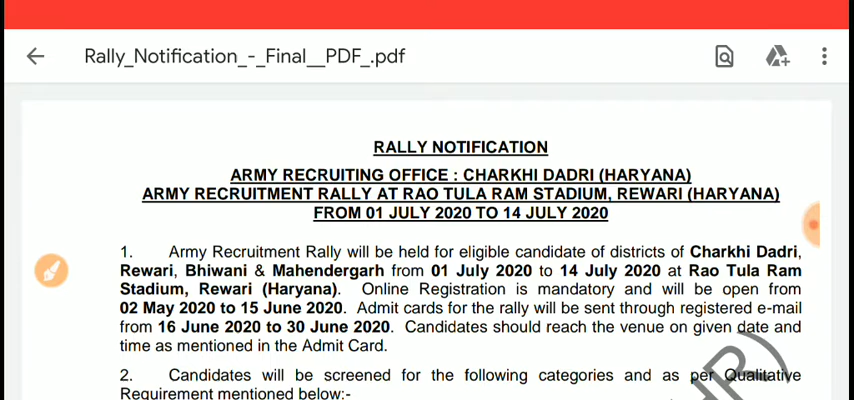 Rally_Notification_-_Final__PDF_.pdf
RALLY NOTIFICATION
ARMY RECRUITING OFFICE : CHARKHI DADRI (HARYANA)
ARMY RECRUITMENT RALLY AT RAO TULA RAM STADIUM, REWARI (HARYANA)
FROM 01 JULY 2020 TO 14 JULY 2020
1. Army Recruitment Rally will be held for eligible candidate of districts of Charkhi Dadri,
Rewari, Bhiwani & Mahendergarh from 01 July 2020 to 14 July 2020 at Rao Tula Ram
Stadium, Rewari (Haryana). Online Registration is mandatory and will be open from
02 May 2020 to 15 June 2020. Admit cards for the rally will be sent through registered e-mail
from 16 June 2020 to 30 June 2020. Candidates should reach the venue on given date and
time as mentioned in the Admit Card.
2. Candidates will be screened for the following categories and as per Qualitative
Requirement mentioned below:-